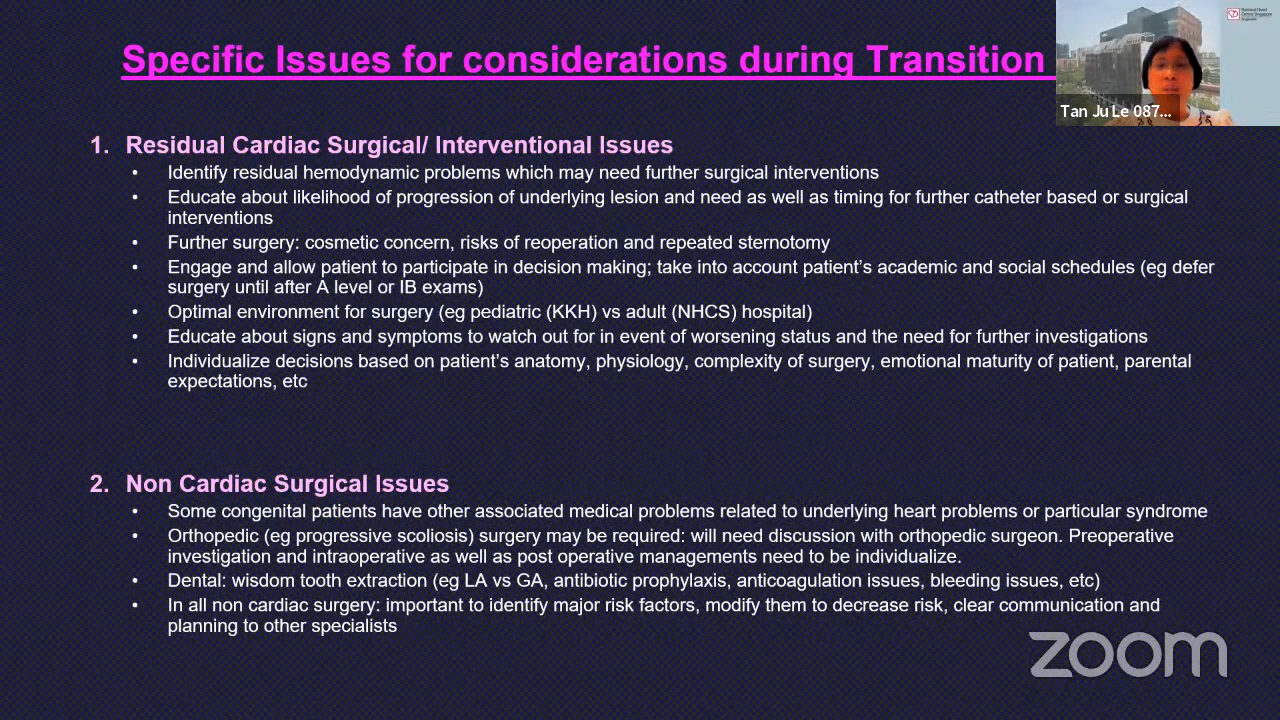 Specific Issues for considerations during Transition
Tan Ju Le 087...
1. Residual Cardiac Surgical/ Interventional Issues
• Identify residual hemodynamic problems which may need further surgical interventions
• Educate about likelihood of progression of underlying lesion and need as well as timing for further catheter based or surgical
interventions
• Further surgery: cosmetic concern, risks of reoperation and repeated sternotomy
• Engage and allow patient to participate in decision making; take into account patient's academic and social schedules (eg defer
surgery until after A level or IB exams)
• Optimal environment for surgery (eg pediatric (KKH) vs adult (NHCS) hospital)
• Educate about signs and symptoms to watch out for in event of worsening status and the need for further investigations
• Individualize decisions based on patient's anatomy, physiology, complexity of surgery, emotional maturity of patient, parental
expectations, etc
2. Non Cardiac Surgical Issues
• Some congenital patients have other associated medical problems related to underlying heart problems or particular syndrome
• Orthopedic (eg progressive scoliosis) surgery may be required: will need discussion with orthopedic surgeon. Preoperative
investigation and intraoperative as well as post operative managements need to be individualize.
• Dental: wisdom tooth extraction (eg LA vs GA, antibiotic prophylaxis, anticoagulation issues, bleeding issues, etc)
• In all non cardiac surgery: important to identify major risk factors, modify them to decrease risk, clear communication and
planning to other specialists
zoom